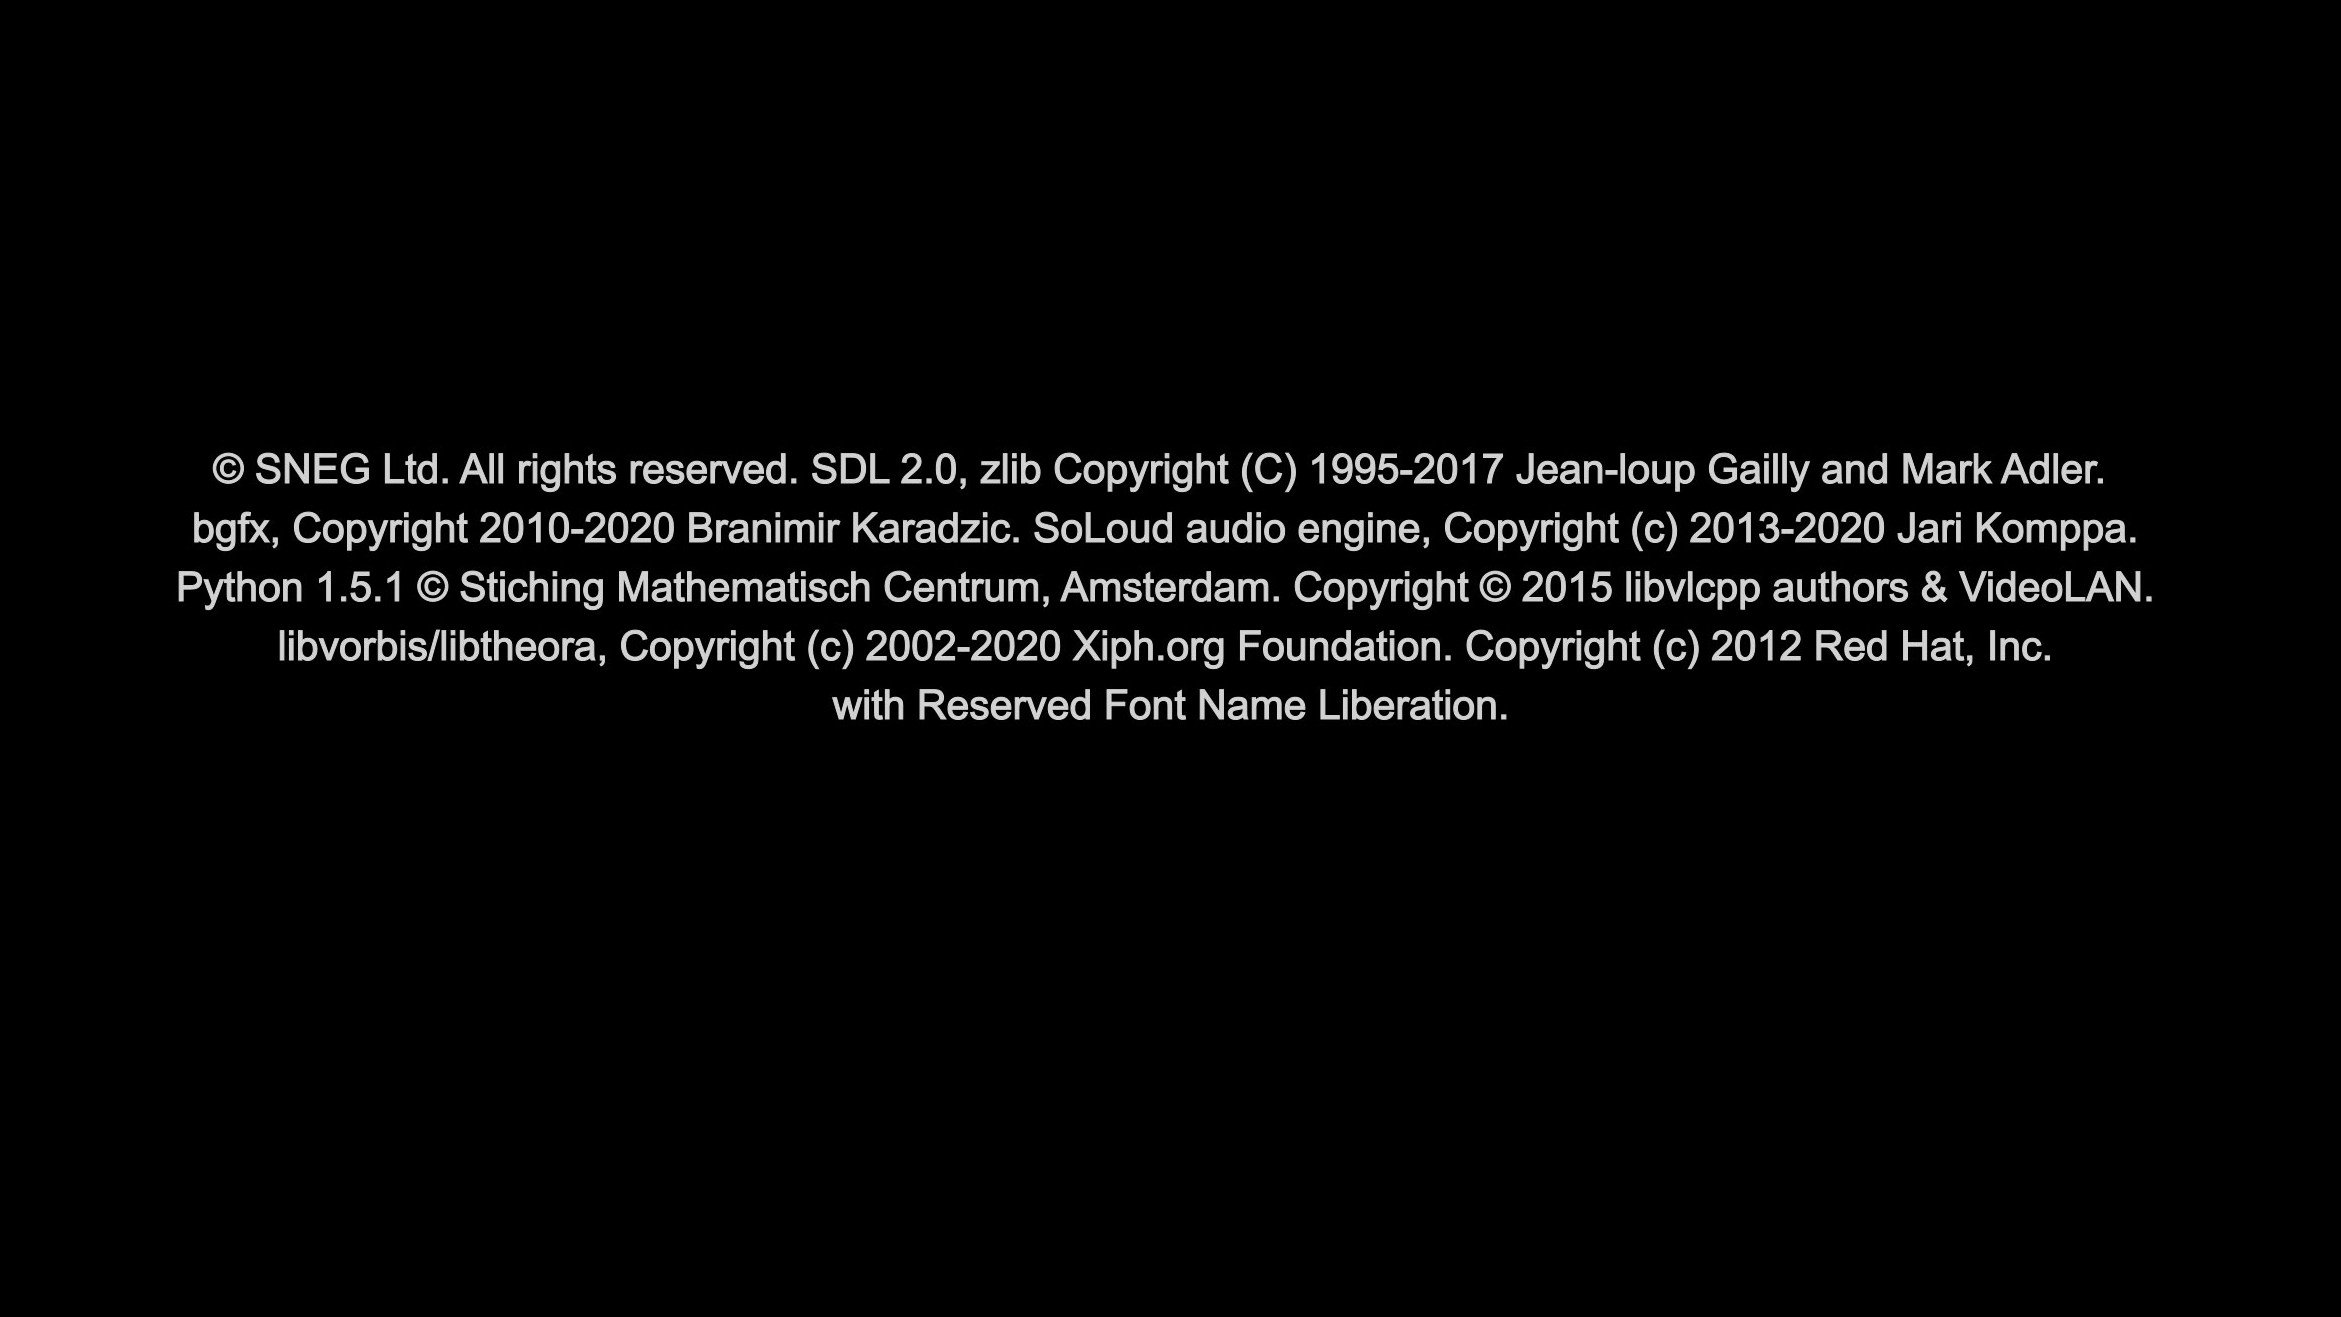 © SNEG Ltd. All rights reserved. SDL 2.0, zlib Copyright (C) 1995-2017 Jean-loup Gailly and Mark Adler.
bgfx, Copyright 2010-2020 Branimir Karadzic. SoLoud audio engine, Copyright (c) 2013-2020 Jari Komppa.
Python 1.5.1 © Stiching Mathematisch Centrum, Amsterdam. Copyright © 2015 libvlcpp authors & VideoLAN.
libvorbis/libtheora, Copyright (c) 2002-2020 Xiph.org Foundation. Copyright (c) 2012 Red Hat, Inc.
with Reserved Font Name Liberation.